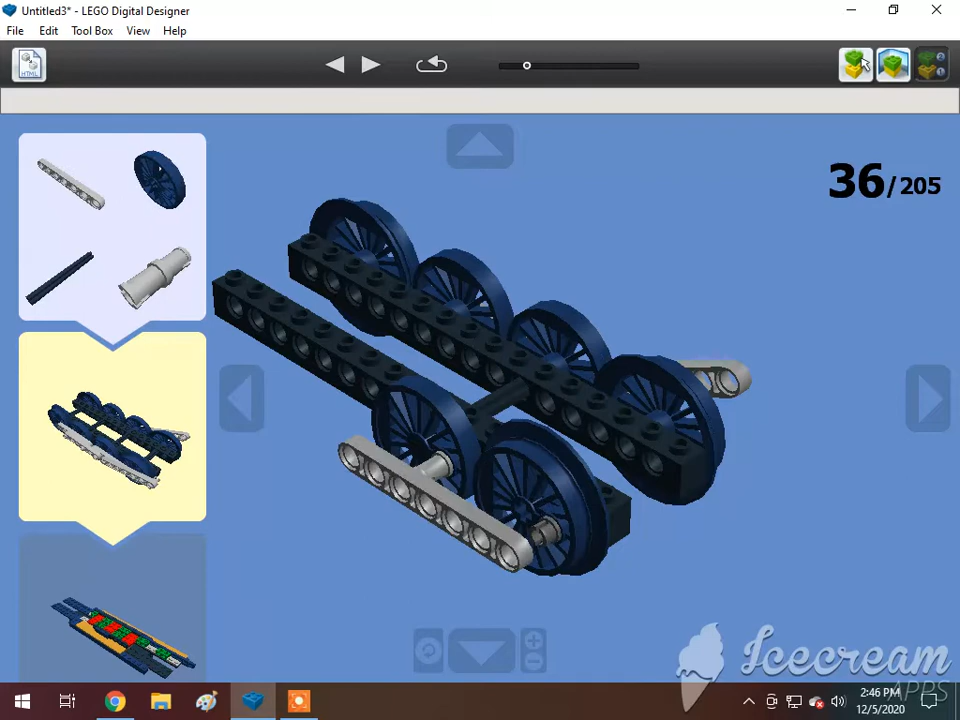 Untitled3* - LEGO Digital Designer
File Edit Tool Box View Help
HTML
36/205
Icecream
APPS
2:46 PM
12/5/2020